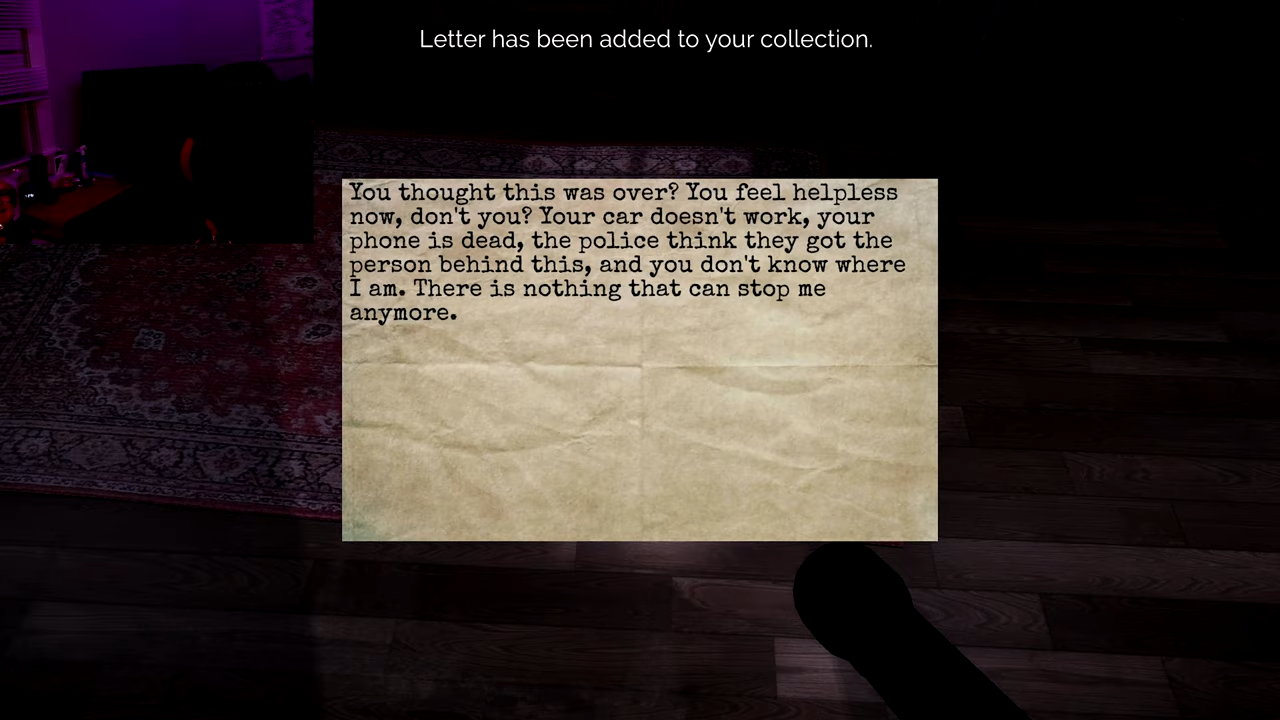 Letter has been added to your collection.
You thought this was over? You feel helpless
now, don't you? Your car doesn't work, your
phone is dead, the police think they got the
person behind this, and you don't know where
I am. There is nothing that can stop me
anymore.